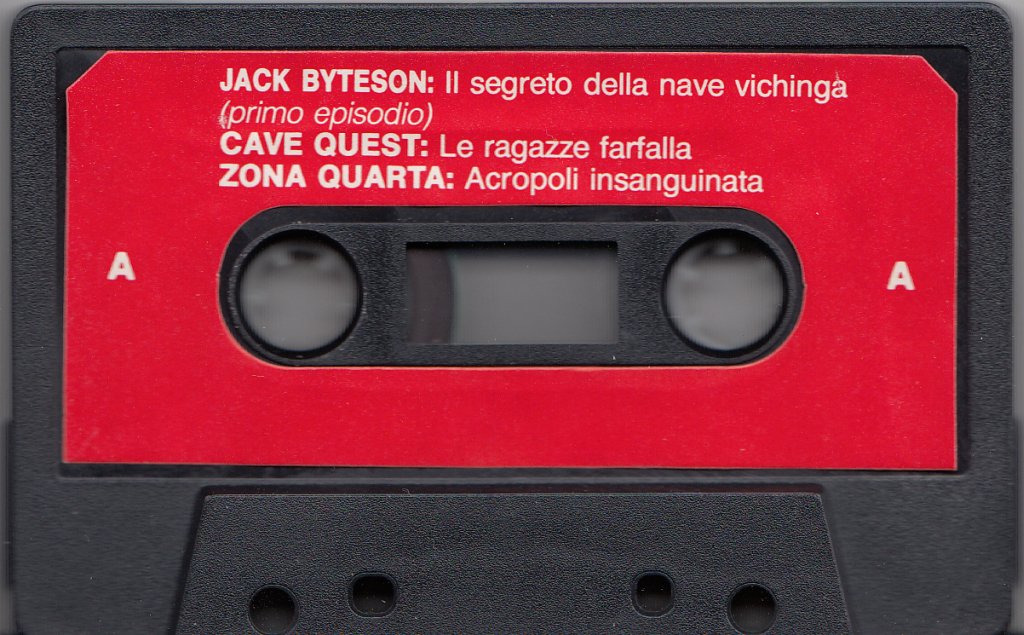 JACK BYTESON: Il segreto della nave vichinga
(primo episodio)
CAVE QUEST: Le ragazze farfalla
ZONA QUARTA: Acropoli insanguinata
A A